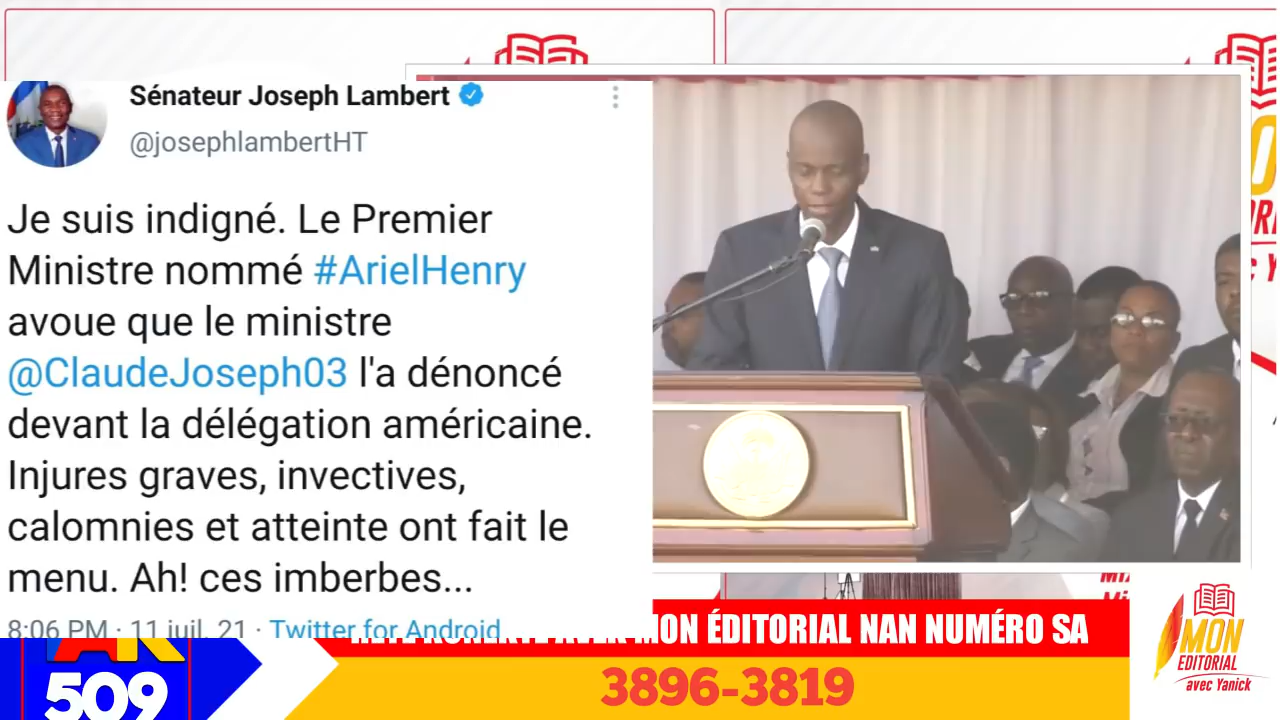 Sénateur Joseph Lambert
@josephlambertHT
Je suis indigné. Le Premier
Ministre nommé #ArielHenry
avoue que le ministre
@ClaudeJoseph03 l'a dénoncé
devant la délégation américaine.
Injures graves, invectives,
calomnies et atteinte ont fait le
menu. Ah! ces imberbes...
8:06 PM · 11 juil. 21 · Twitter for Android
MON ÉDITORIAL NAN NUMÉRO SA
3896-3819
509
MON
EDITORIAL
avec Yanick